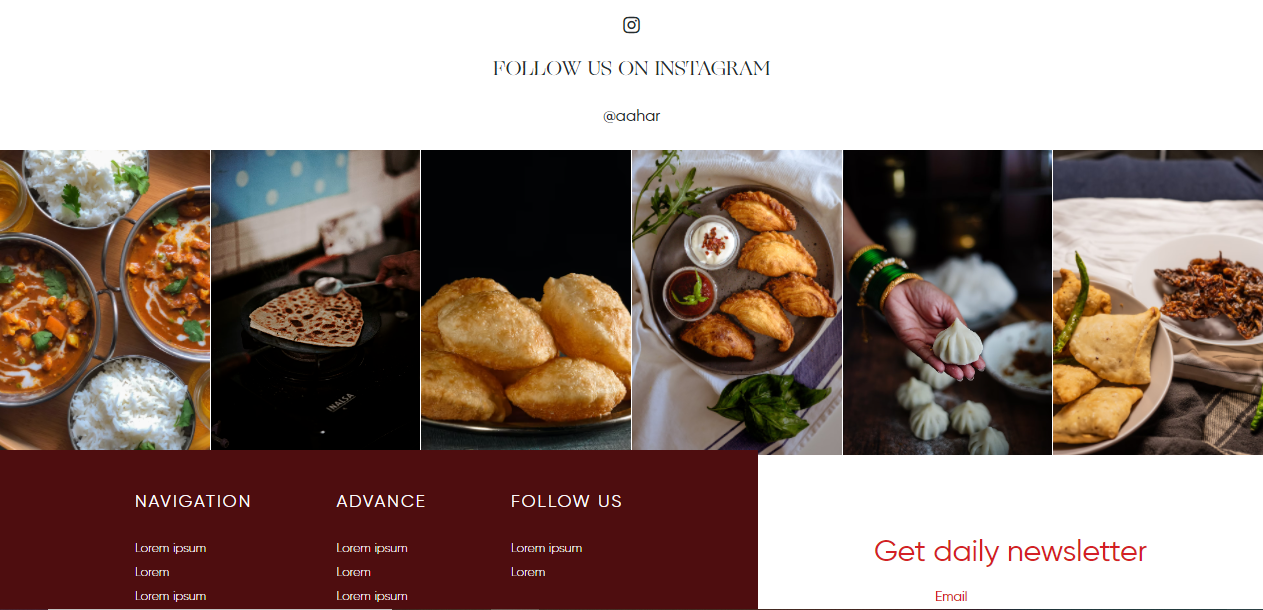 FOLLOW US ON INSTAGRAM
@aahar
INALSA
NAVIGATION
Lorem ipsum
Lorem
Lorem ipsum
ADVANCE
Lorem ipsum
Lorem
Lorem ipsum
FOLLOW US
Lorem ipsum
Lorem
Get daily newsletter
Email